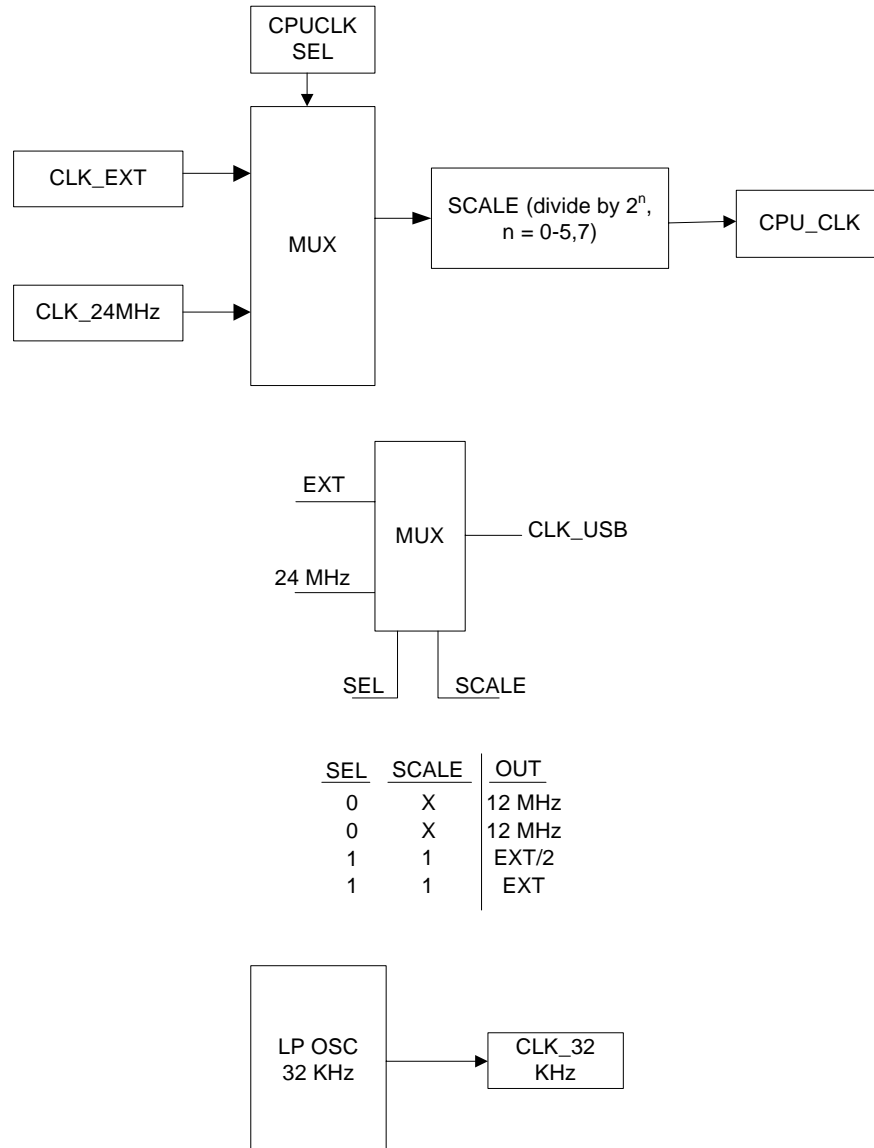 CPUCLK
SEL
CLK_EXT
MUX
SCALE (divide by 2ⁿ,
n = 0-5,7)
CPU_CLK
CLK_24MHz
EXT
MUX
CLK_USB
24 MHz
SEL
SCALE
SEL SCALE OUT
0 X 12 MHz
0 X 12 MHz
1 1 EXT/2
1 1 EXT
LP OSC
32 KHz
CLK_32
KHz